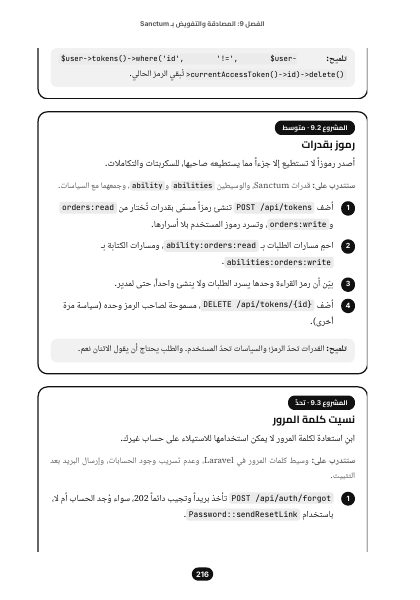 الفصل 9: المصادقة والتفويض بـ Sanctum
تلميح: $user->tokens()->where('id', '!=', $user-
>currentAccessToken()->id)->delete() تُبقي الرمز الحالي.
المشروع 9.2 · متوسط
رموز بقدرات
أصدر رموزاً لا تستطيع إلا جزءاً مما يستطيعه صاحبها، للسكربتات والتكاملات.
ستتدرب على: قدرات Sanctum، والوسيطين abilities و ability، وجمعهما مع السياسات.
1 أضف POST /api/tokens تنشئ رمزاً مسمّى بقدرات تُختار من orders:read
و orders:write، وتسرد رموز المستخدم بلا أسرارها.
2 احمِ مسارات الطلبات بـ ability:orders:read، ومسارات الكتابة بـ
abilities:orders:write.
3 بيّن أن رمز القراءة وحدها يسرد الطلبات ولا ينشئ واحداً، حتى لمدير.
4 أضف DELETE /api/tokens/{id}، مسموحة لصاحب الرمز وحده (سياسة مرة
أخرى).
تلميح: القدرات تحدّ الرمز؛ والسياسات تحدّ المستخدم. والطلب يحتاج أن يقول الاثنان نعم.
المشروع 9.3 · تحدٍّ
نسيت كلمة المرور
ابنِ استعادة لكلمة المرور لا يمكن استخدامها للاستيلاء على حساب غيرك.
ستتدرب على: وسيط كلمات المرور في Laravel، وعدم تسريب وجود الحسابات، وإرسال البريد بعد
التثبيت.
1 أضف POST /api/auth/forgot تأخذ بريداً وتجيب دائماً 202، سواء وُجد الحساب أم لا،
باستخدام Password::sendResetLink.
216